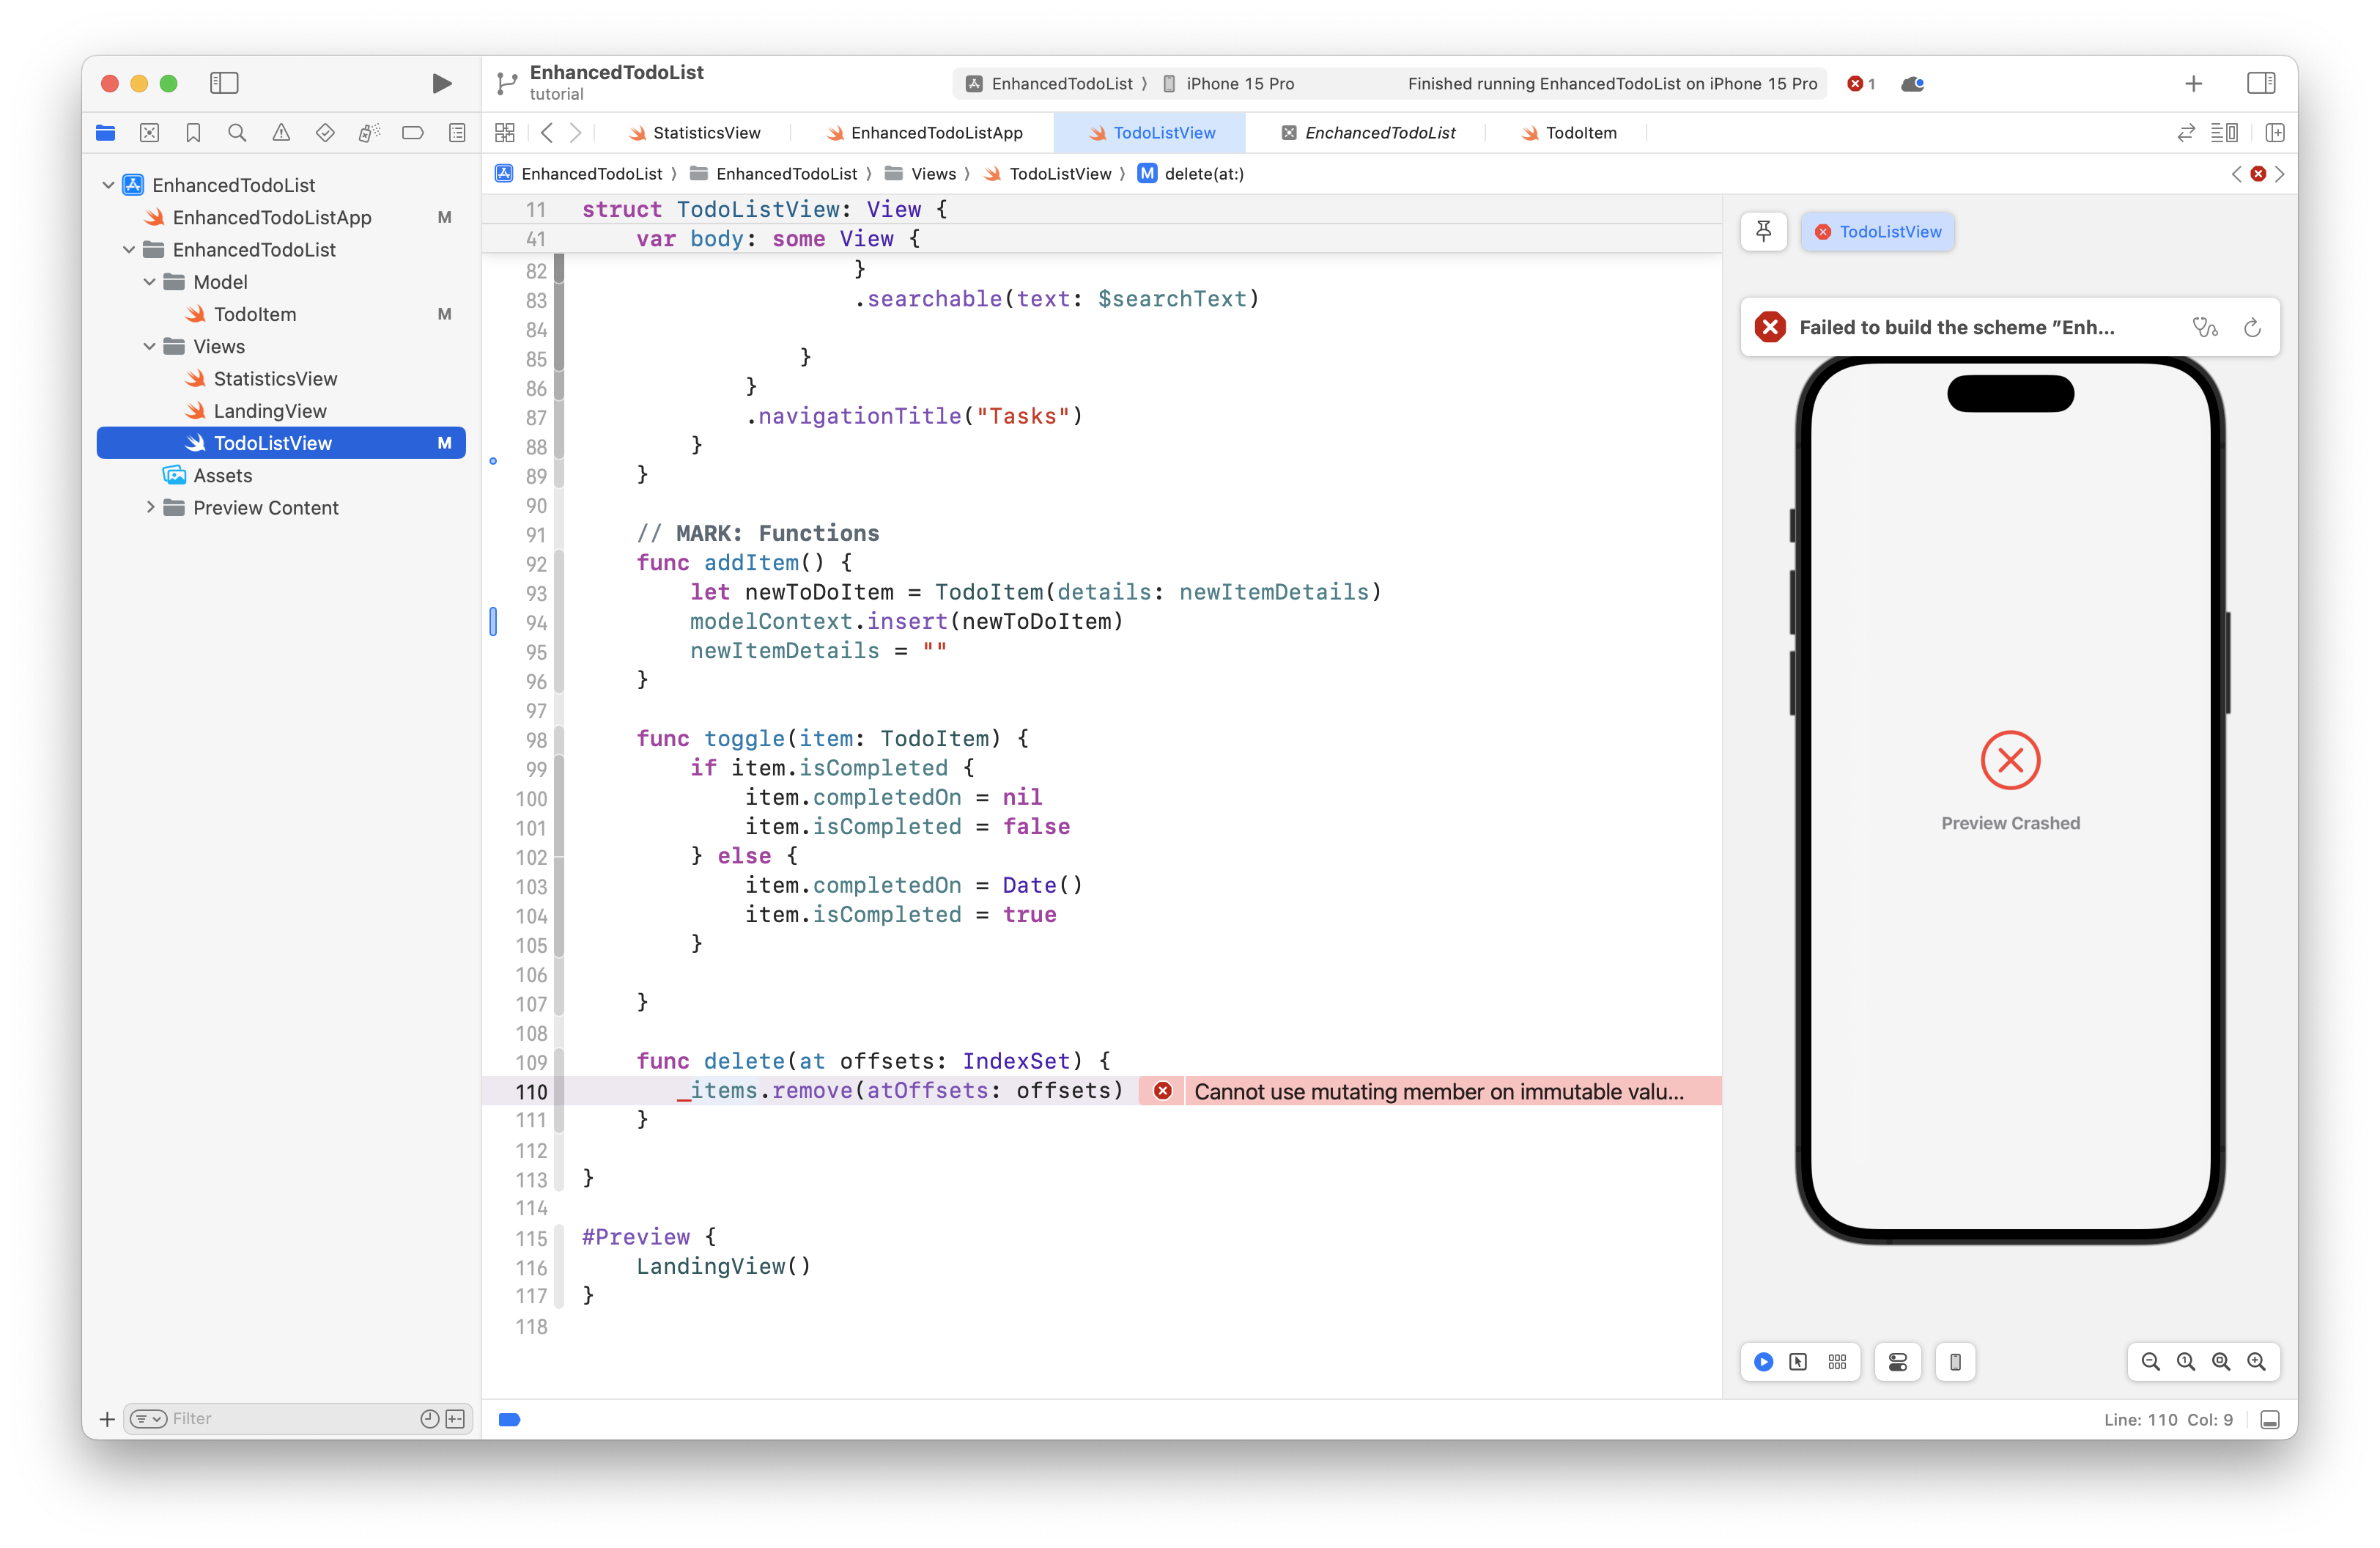 EnhancedTodoList
tutorial
EnhancedTodoList
iPhone 15 Pro
Finished running EnhancedTodoList on iPhone 15 Pro
1
StatisticsView
EnhancedTodoListApp
TodoListView
EnchancedTodoList
TodoItem
EnhancedTodoList
EnhancedTodoList
Views
TodoListView
M
delete(at:)
EnhancedTodoList
EnhancedTodoListApp M
EnhancedTodoList
Model
TodoItem M
Views
StatisticsView
LandingView
TodoListView M
Assets
Preview Content
Filter
11 struct TodoListView: View {
41 var body: some View {
82 }
83 .searchable(text: $searchText)
84
85 }
86 }
87 .navigationTitle("Tasks")
88 }
89 }
90
91 // MARK: Functions
92 func addItem() {
93 let newToDoItem = TodoItem(details: newItemDetails)
94 modelContext.insert(newToDoItem)
95 newItemDetails = ""
96 }
97
98 func toggle(item: TodoItem) {
99 if item.isCompleted {
100 item.completedOn = nil
101 item.isCompleted = false
102 } else {
103 item.completedOn = Date()
104 item.isCompleted = true
105 }
106
107 }
108
109 func delete(at offsets: IndexSet) {
110 _items.remove(atOffsets: offsets) Cannot use mutating member on immutable valu...
111 }
112
113 }
114
115 #Preview {
116 LandingView()
117 }
118
TodoListView
Failed to build the scheme "Enh...
Preview Crashed
Line: 110 Col: 9